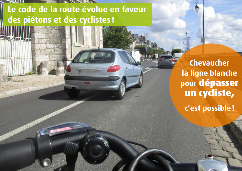 Le code de la route évolue en faveur
des piétons et des cyclistes !
Chevaucher
la ligne blanche
pour dépasser
un cycliste,
c'est possible !